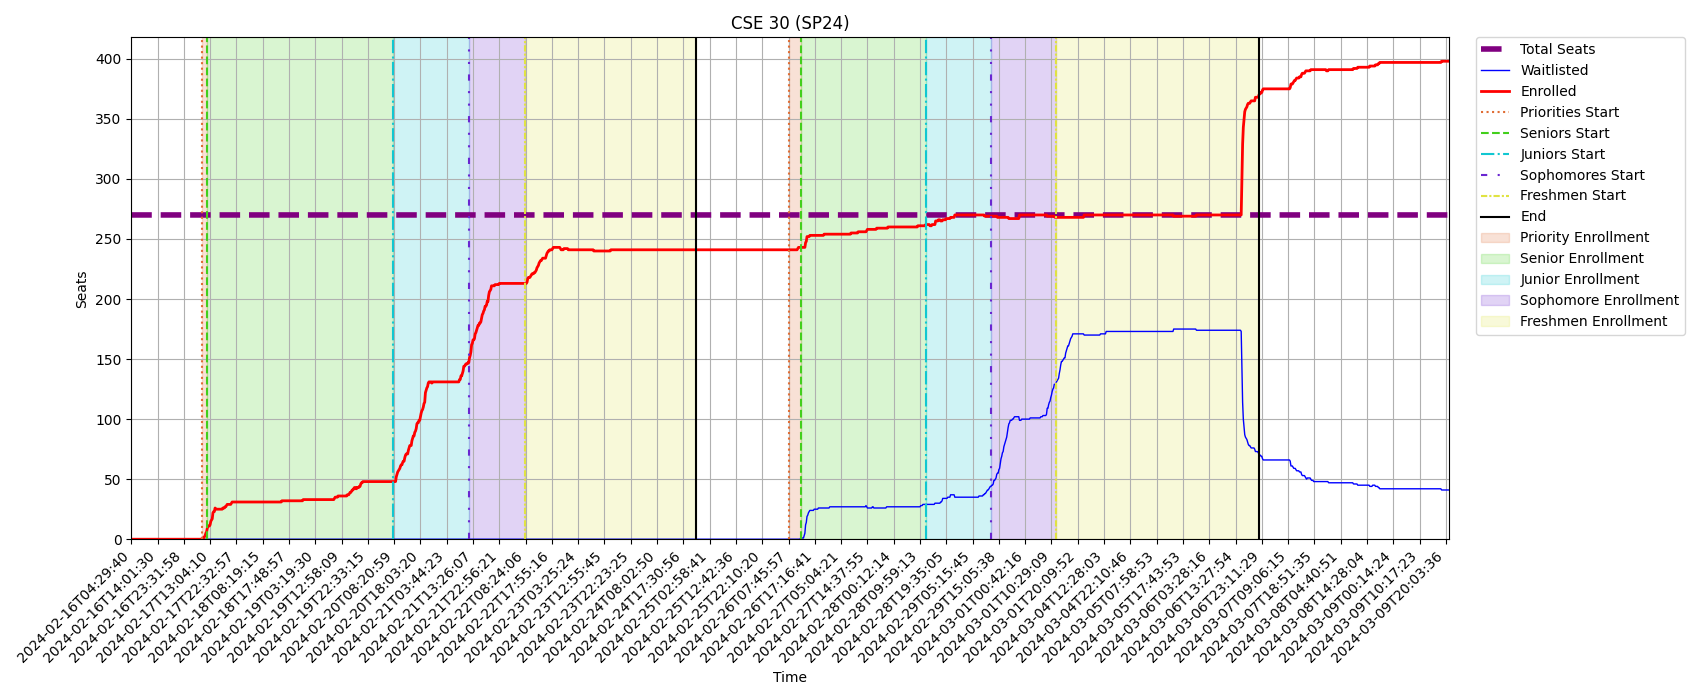 CSE 30 (SP24)
Seats
400
350
300
250
200
150
100
50
0
2024-02-16T04:29:40
2024-02-16T14:01:30
2024-02-16T23:31:58
2024-02-17T13:04:10
2024-02-17T22:32:57
2024-02-18T08:19:15
2024-02-18T17:48:57
2024-02-19T03:19:30
2024-02-19T12:58:09
2024-02-19T22:33:15
2024-02-20T08:20:59
2024-02-20T18:03:20
2024-02-21T03:44:23
2024-02-21T13:26:07
2024-02-21T22:56:21
2024-02-22T08:24:06
2024-02-22T17:55:16
2024-02-23T03:25:24
2024-02-23T12:55:45
2024-02-23T22:23:25
2024-02-24T08:02:50
2024-02-24T17:30:56
2024-02-25T02:58:41
2024-02-25T12:42:36
2024-02-25T22:10:20
2024-02-26T07:45:57
2024-02-26T17:16:41
2024-02-27T05:04:21
2024-02-27T14:37:55
2024-02-28T00:12:14
2024-02-28T09:59:13
2024-02-28T19:35:05
2024-02-29T05:15:45
2024-02-29T15:05:38
2024-03-01T00:42:16
2024-03-01T10:29:09
2024-03-01T20:09:52
2024-03-04T12:28:03
2024-03-04T22:10:46
2024-03-05T07:58:53
2024-03-05T17:43:53
2024-03-06T03:28:16
2024-03-06T13:27:54
2024-03-06T23:11:29
2024-03-07T09:06:15
2024-03-07T18:51:35
2024-03-08T04:40:51
2024-03-08T14:28:04
2024-03-09T00:14:24
2024-03-09T10:17:23
2024-03-09T20:03:36
Time
Total Seats
Waitlisted
Enrolled
Priorities Start
Seniors Start
Juniors Start
Sophomores Start
Freshmen Start
End
Priority Enrollment
Senior Enrollment
Junior Enrollment
Sophomore Enrollment
Freshmen Enrollment